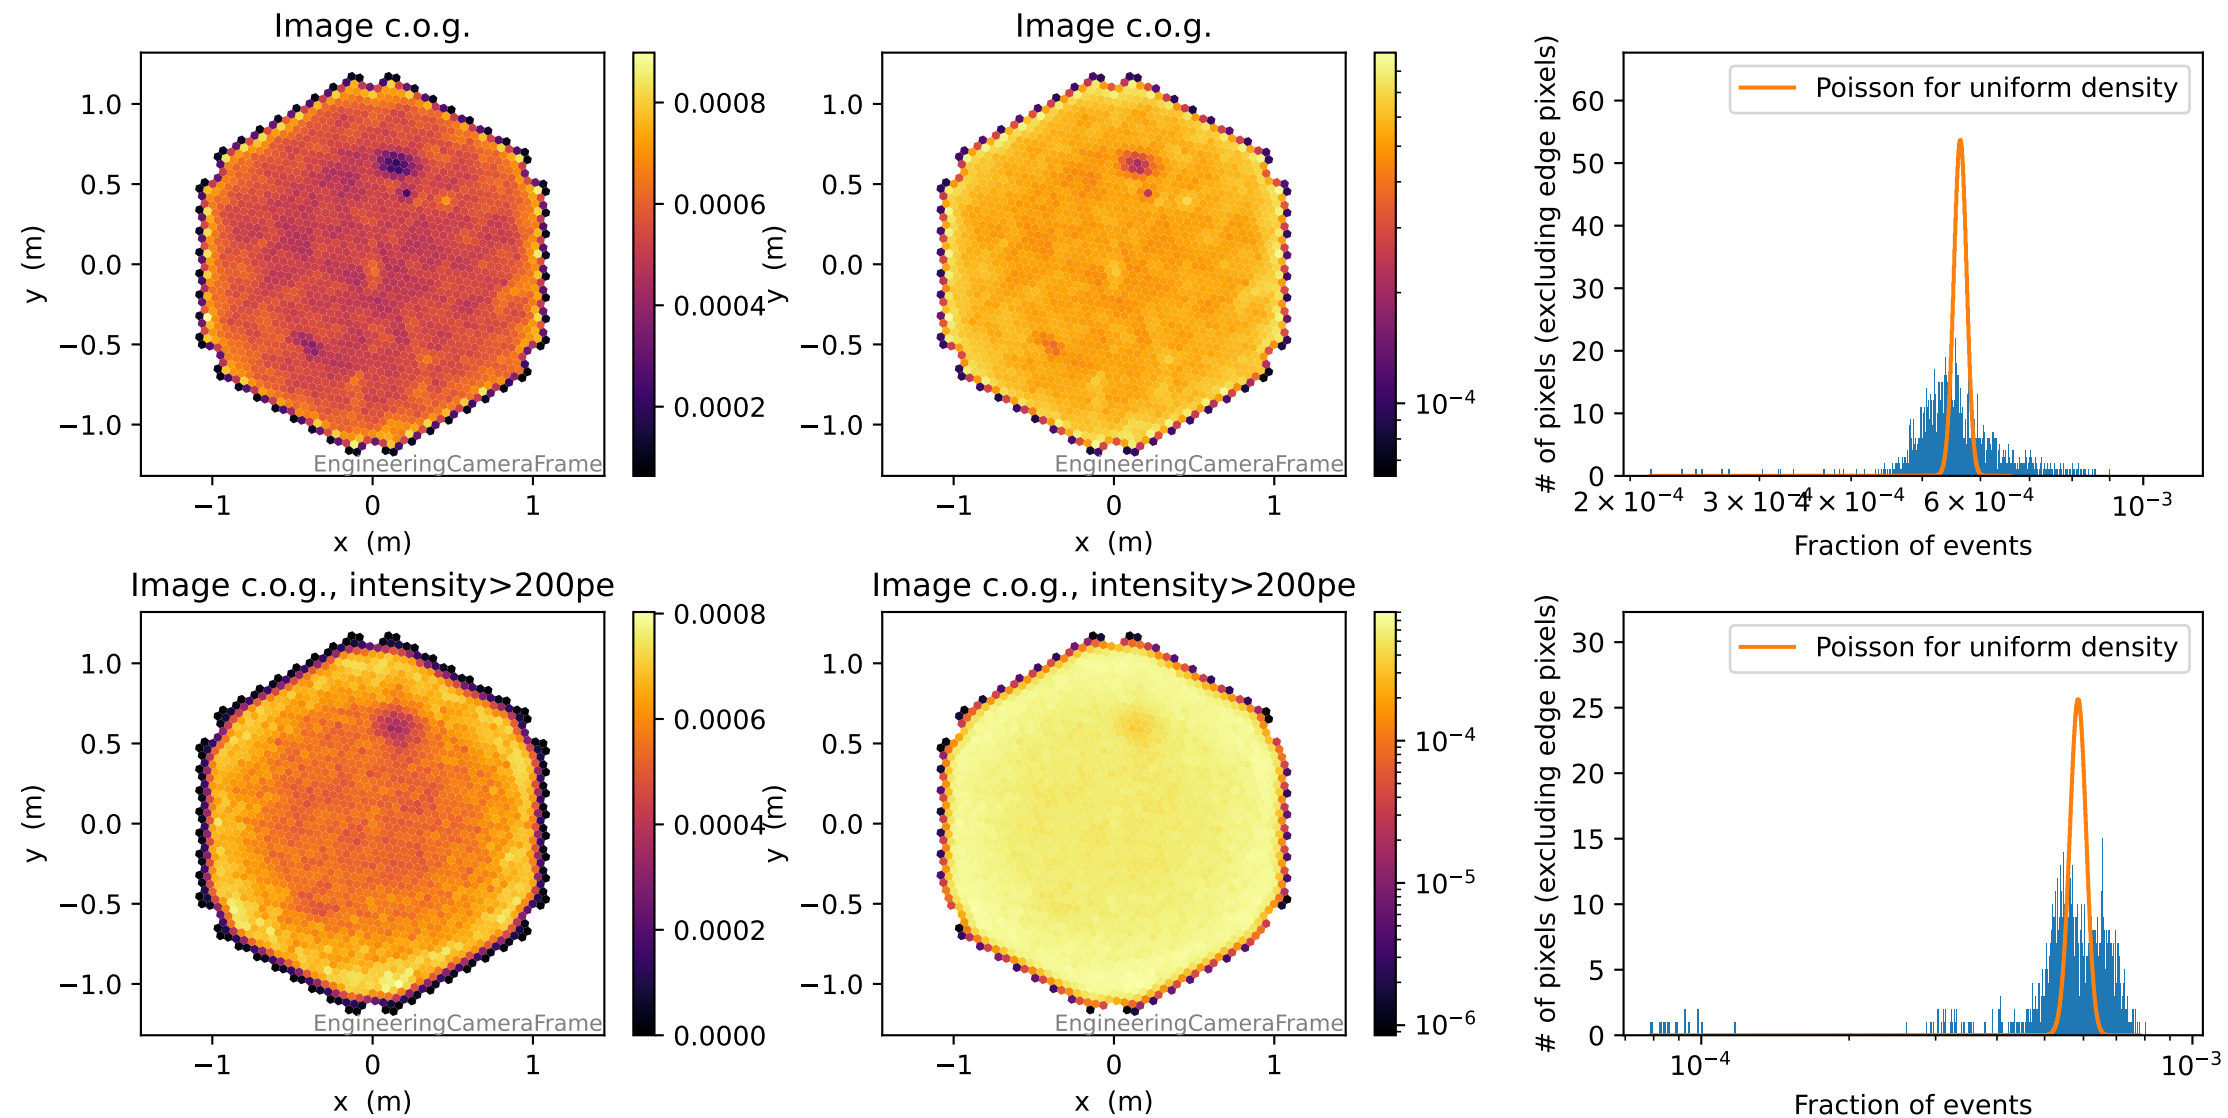 Image c.o.g.
1.0
0.5
0.0
−0.5
−1.0
y (m)
−1 0 1
x (m)
EngineeringCameraFrame
0.0008
0.0006
0.0004
0.0002
Image c.o.g.
1.0
0.5
0.0
−0.5
−1.0
y (m)
−1 0 1
x (m)
EngineeringCameraFrame
10⁻⁴
Poisson for uniform density
# of pixels (excluding edge pixels)
60
50
40
30
20
10
0
2 × 10⁻⁴ 3 × 10⁻⁴ 4 × 10⁻⁴ 6 × 10⁻⁴ 10⁻³
Fraction of events
Image c.o.g., intensity>200pe
1.0
0.5
0.0
−0.5
−1.0
y (m)
−1 0 1
x (m)
EngineeringCameraFrame
0.0008
0.0006
0.0004
0.0002
0.0000
Image c.o.g., intensity>200pe
1.0
0.5
0.0
−0.5
−1.0
y (m)
−1 0 1
x (m)
EngineeringCameraFrame
10⁻⁴
10⁻⁵
10⁻⁶
Poisson for uniform density
# of pixels (excluding edge pixels)
30
25
20
15
10
5
0
10⁻⁴ 10⁻³
Fraction of events